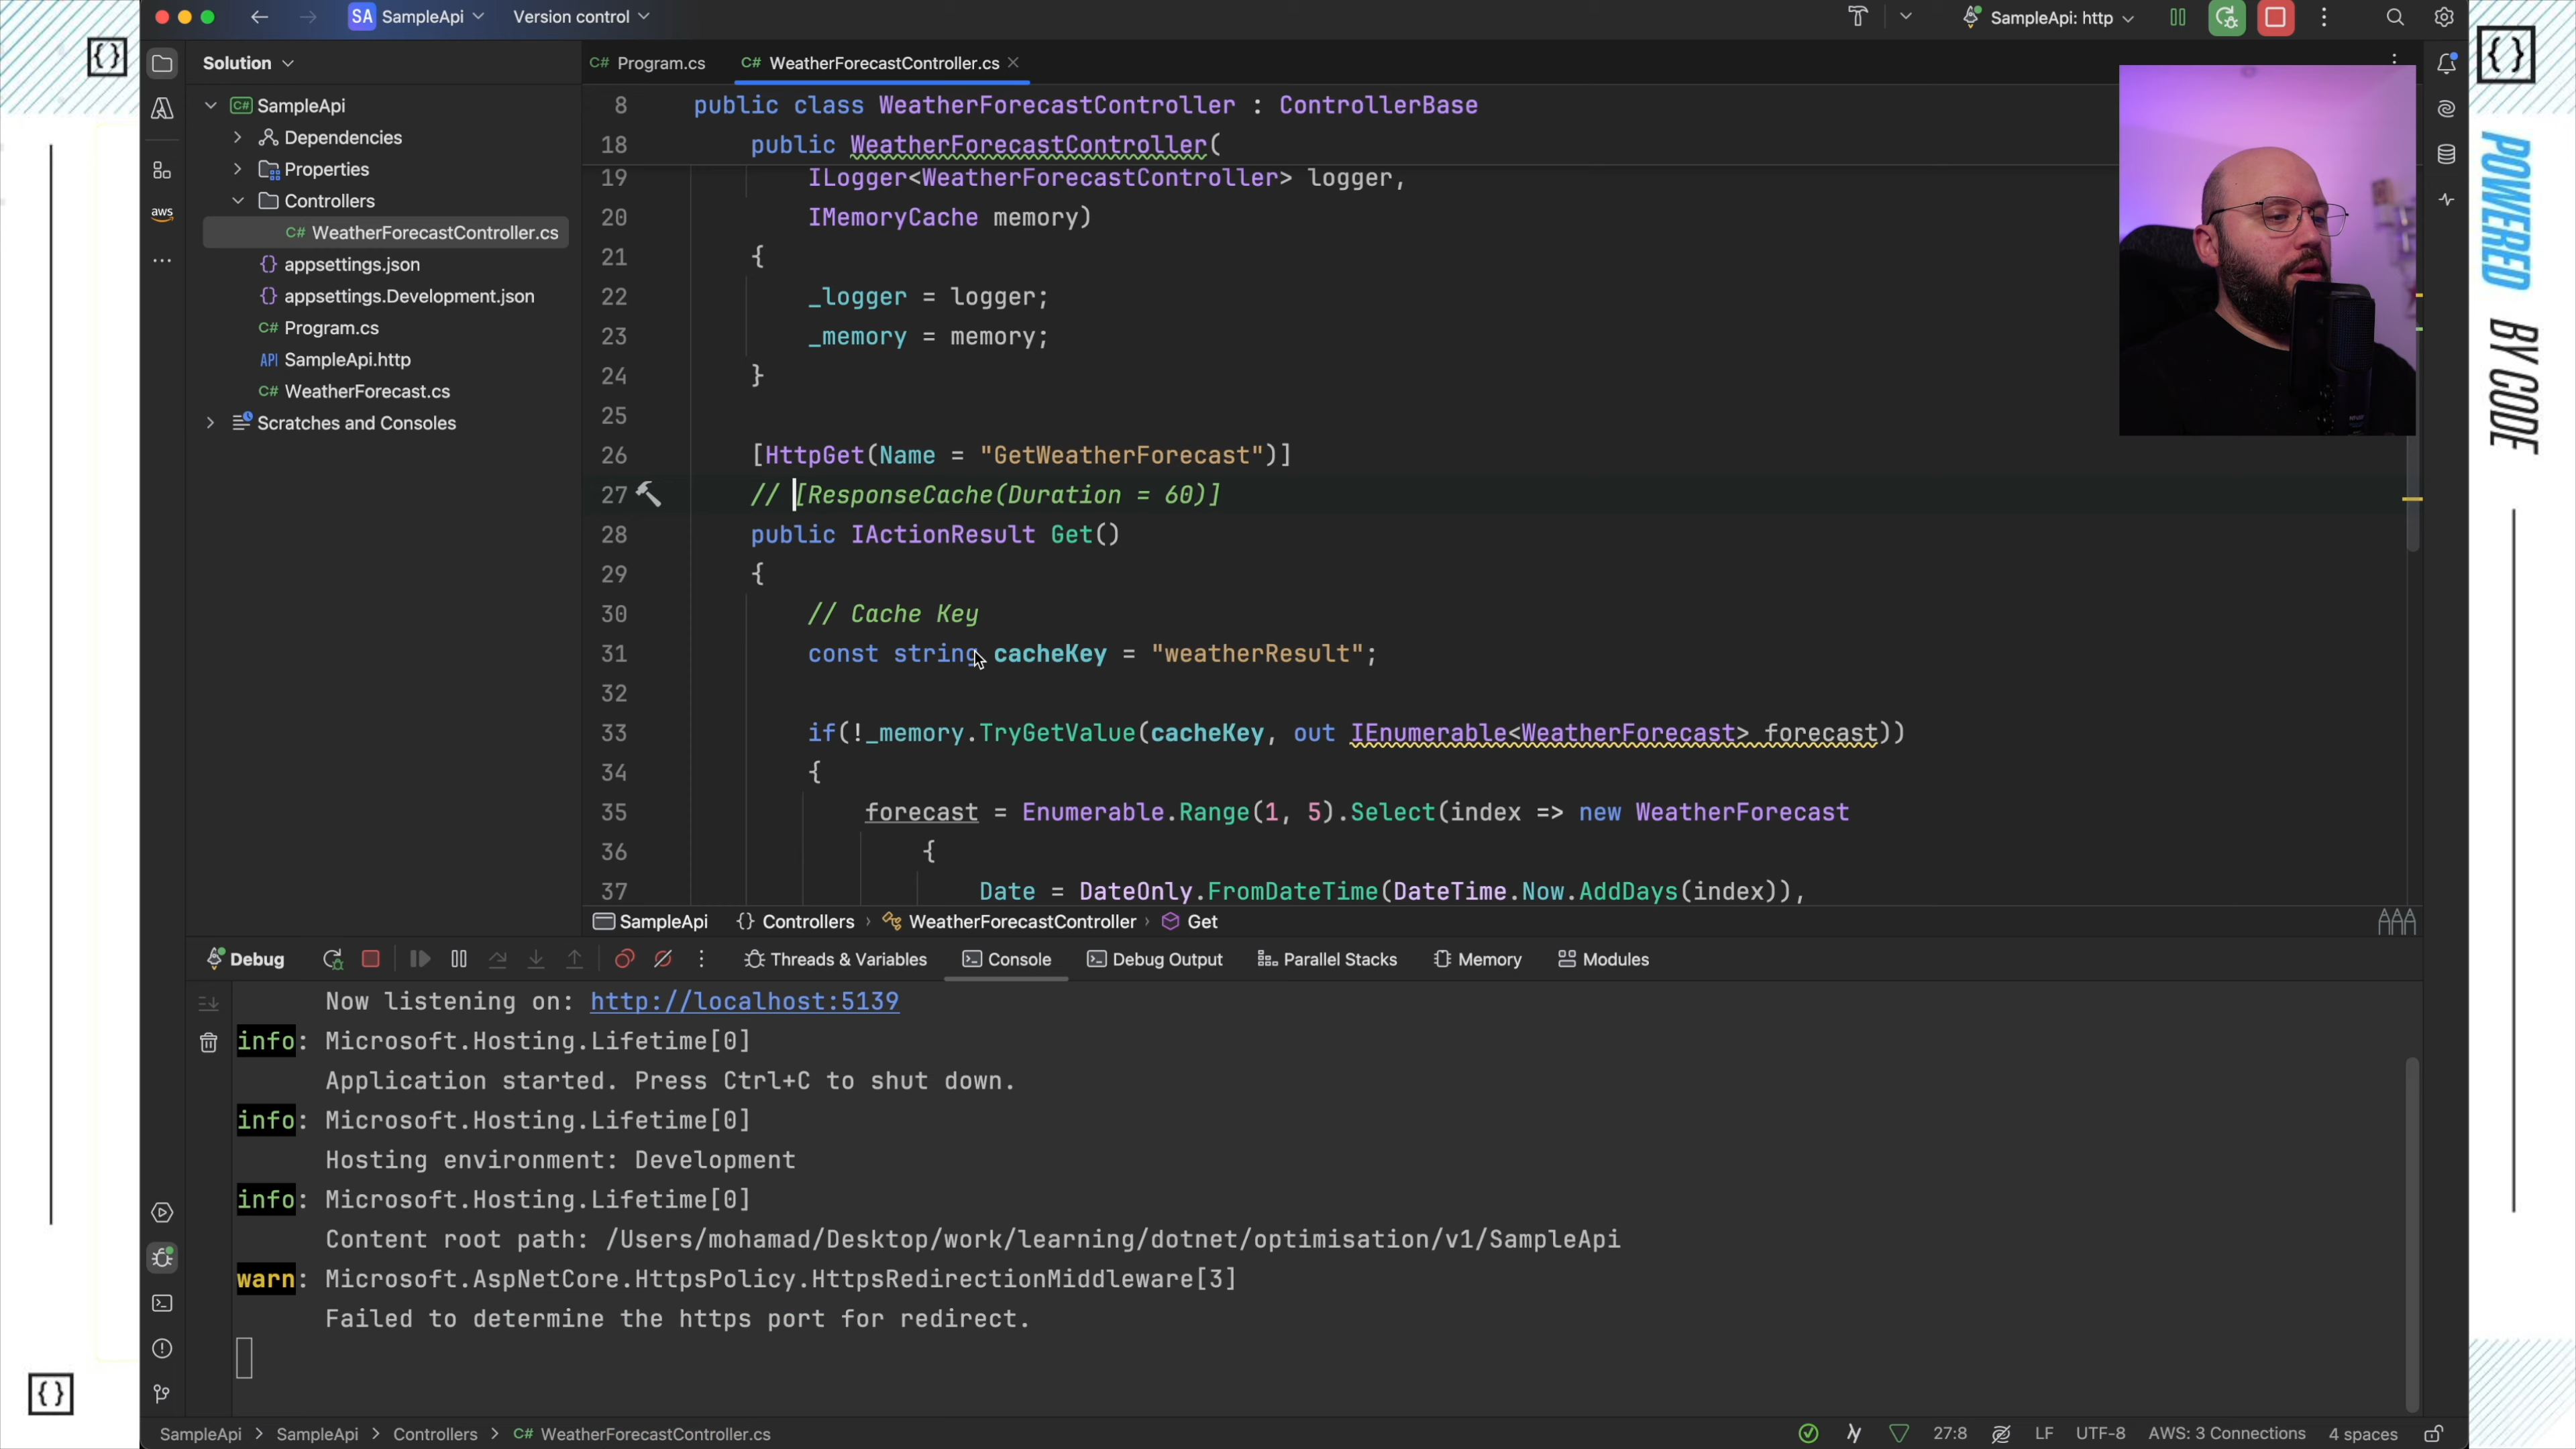 SA SampleApi
Version control
SampleApi: http
Solution
C# SampleApi
Dependencies
Properties
Controllers
C# WeatherForecastController.cs
{} appsettings.json
{} appsettings.Development.json
C# Program.cs
API SampleApi.http
C# WeatherForecast.cs
Scratches and Consoles
aws
C# Program.cs
C# WeatherForecastController.cs
8 public class WeatherForecastController : ControllerBase
18 public WeatherForecastController(
19 ILogger<WeatherForecastController> logger,
20 IMemoryCache memory)
21 {
22 _logger = logger;
23 _memory = memory;
24 }
25
26 [HttpGet(Name = "GetWeatherForecast")]
27 // [ResponseCache(Duration = 60)]
28 public IActionResult Get()
29 {
30 // Cache Key
31 const string cacheKey = "weatherResult";
32
33 if(!_memory.TryGetValue(cacheKey, out IEnumerable<WeatherForecast> forecast))
34 {
35 forecast = Enumerable.Range(1, 5).Select(index => new WeatherForecast
36 {
37 Date = DateOnly.FromDateTime(DateTime.Now.AddDays(index)),
SampleApi {} Controllers › WeatherForecastController › Get
Debug
Threads & Variables
Console
Debug Output
Parallel Stacks
Memory
Modules
Now listening on: http://localhost:5139
info: Microsoft.Hosting.Lifetime[0]
Application started. Press Ctrl+C to shut down.
info: Microsoft.Hosting.Lifetime[0]
Hosting environment: Development
info: Microsoft.Hosting.Lifetime[0]
Content root path: /Users/mohamad/Desktop/work/learning/dotnet/optimisation/v1/SampleApi
warn: Microsoft.AspNetCore.HttpsPolicy.HttpsRedirectionMiddleware[3]
Failed to determine the https port for redirect.
SampleApi > SampleApi > Controllers > C# WeatherForecastController.cs
27:8
LF
UTF-8
AWS: 3 Connections
4 spaces
POWERED BY CODE
{}
{}
{}